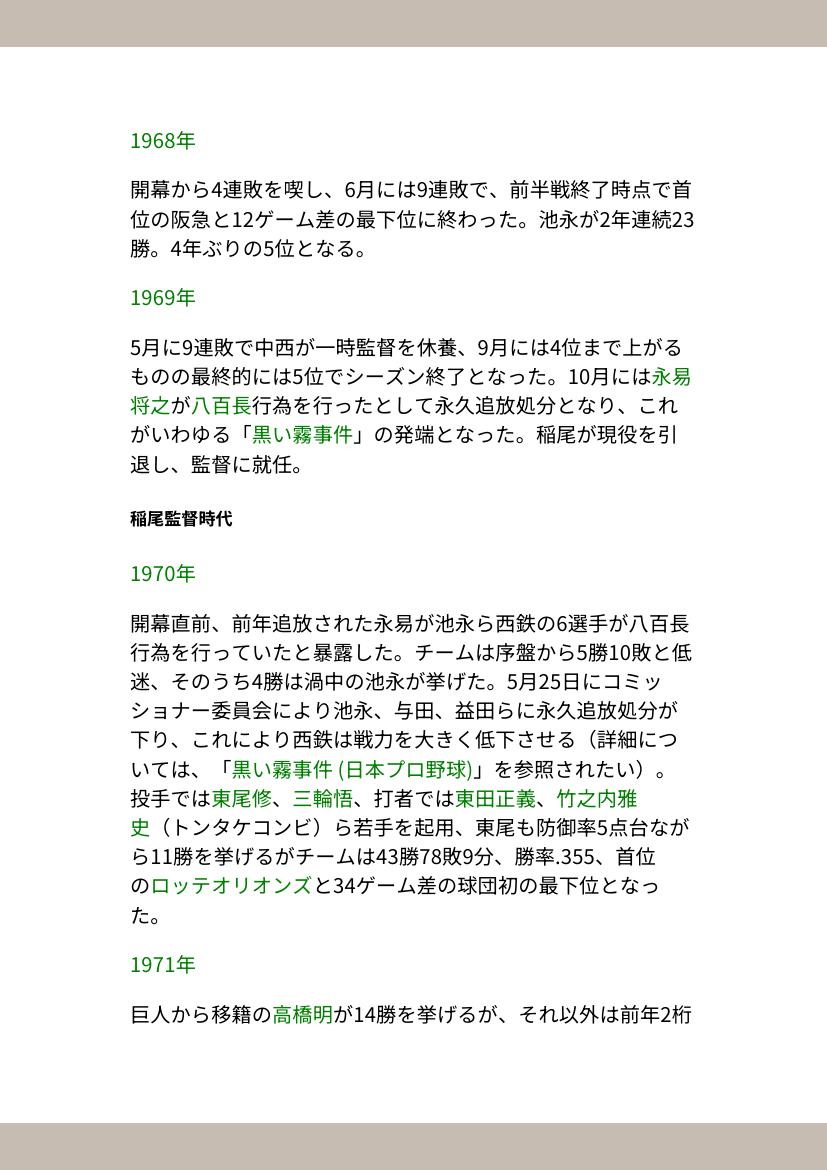 1968年
開幕から4連敗を喫し、6月には9連敗で、前半戦終了時点で首
位の阪急と12ゲーム差の最下位に終わった。池永が2年連続23
勝。4年ぶりの5位となる。
1969年
5月に9連敗で中西が一時監督を休養、9月には4位まで上がる
ものの最終的には5位でシーズン終了となった。10月には永易
将之が八百長行為を行ったとして永久追放処分となり、これ
がいわゆる「黒い霧事件」の発端となった。稲尾が現役を引
退し、監督に就任。
稲尾監督時代
1970年
開幕直前、前年追放された永易が池永ら西鉄の6選手が八百長
行為を行っていたと暴露した。チームは序盤から5勝10敗と低
迷、そのうち4勝は渦中の池永が挙げた。5月25日にコミッ
ショナー委員会により池永、与田、益田らに永久追放処分が
下り、これにより西鉄は戦力を大きく低下させる（詳細につ
いては、「黒い霧事件 (日本プロ野球)」を参照されたい）。
投手では東尾修、三輪悟、打者では東田正義、竹之内雅
史（トンタケコンビ）ら若手を起用、東尾も防御率5点台なが
ら11勝を挙げるがチームは43勝78敗9分、勝率.355、首位
のロッテオリオンズと34ゲーム差の球団初の最下位となっ
た。
1971年
巨人から移籍の高橋明が14勝を挙げるが、それ以外は前年2桁